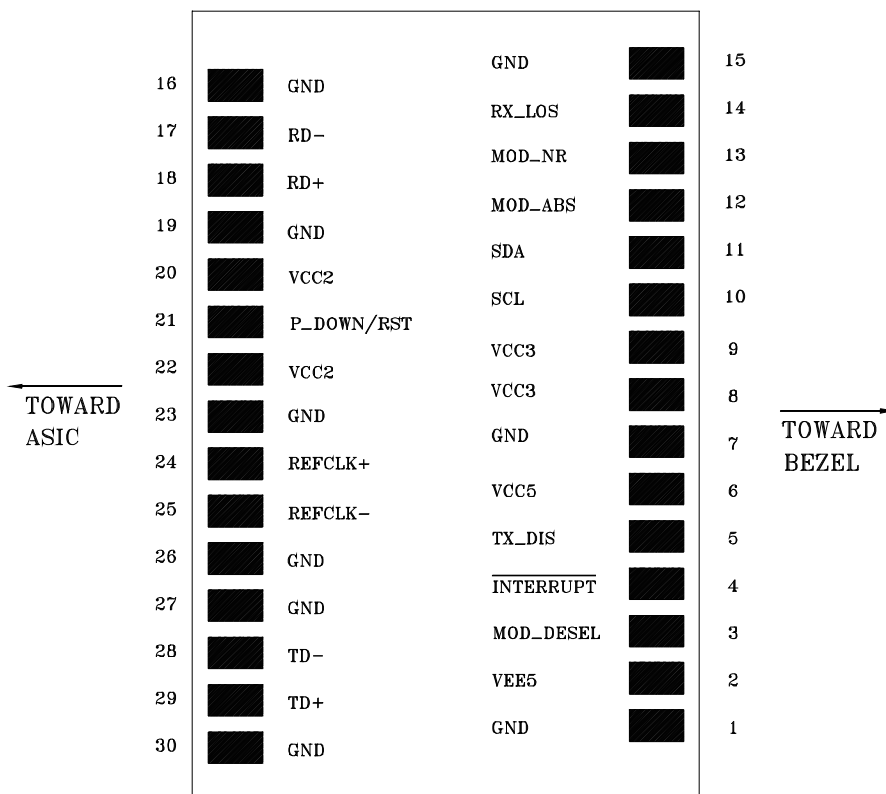 GND 15
16 GND
RX_LOS 14
17 RD-
MOD_NR 13
18 RD+
MOD_ABS 12
19 GND
SDA 11
20 VCC2
SCL 10
21 P_DOWN/RST
VCC3 9
22 VCC2
VCC3 8
TOWARD
ASIC
23 GND
GND 7
TOWARD
BEZEL
24 REFCLK+
VCC5 6
25 REFCLK-
TX_DIS 5
26 GND
INTERRUPT 4
27 GND
MOD_DESEL 3
28 TD-
VEE5 2
29 TD+
GND 1
30 GND